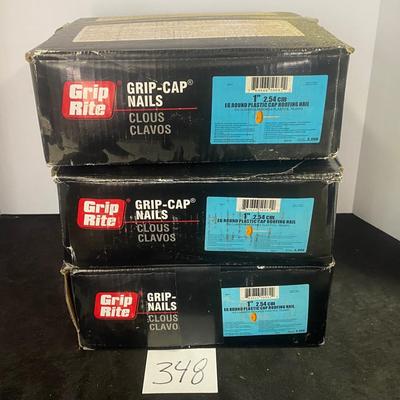 Grip
Rite
GRIP-CAP®
NAILS
CLOUS
CLAVOS
1" 2.54 cm
EG ROUND PLASTIC CAP ROOFING NAIL
Grip
Rite
GRIP-CAP®
NAILS
CLOUS
CLAVOS
1" 2.54 cm
EG ROUND PLASTIC CAP ROOFING NAIL
Grip
Rite
GRIP-
NAILS
CLOUS
CLAVO
1" 2.54 cm
EG ROUND PLASTIC CAP ROOFING NAIL
348